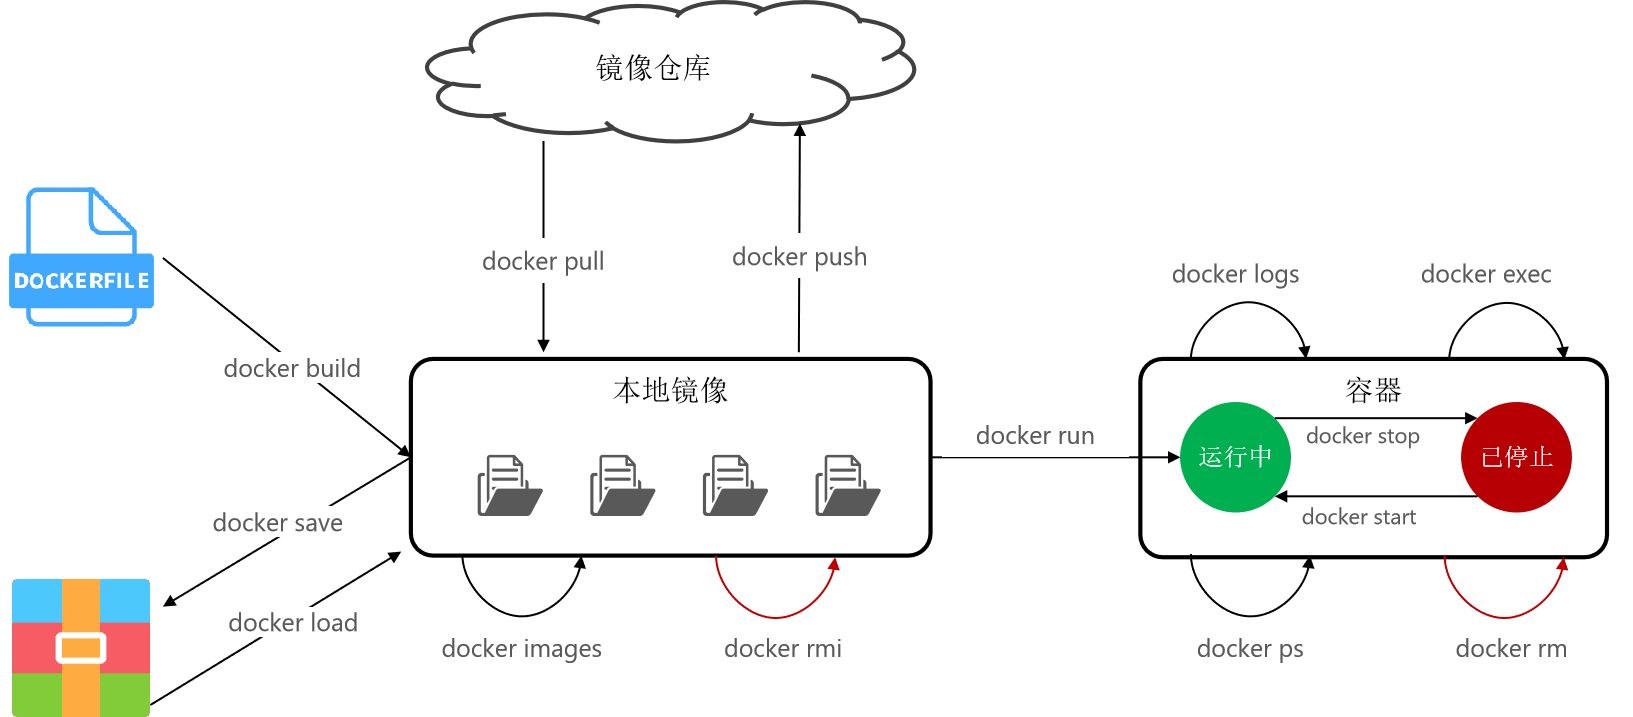 镜像仓库
docker pull
docker push
DOCKERFILE
docker build
docker logs
docker exec
本地镜像
容器
docker run
运行中
docker stop
已停止
docker start
docker save
docker load
docker images
docker rmi
docker ps
docker rm